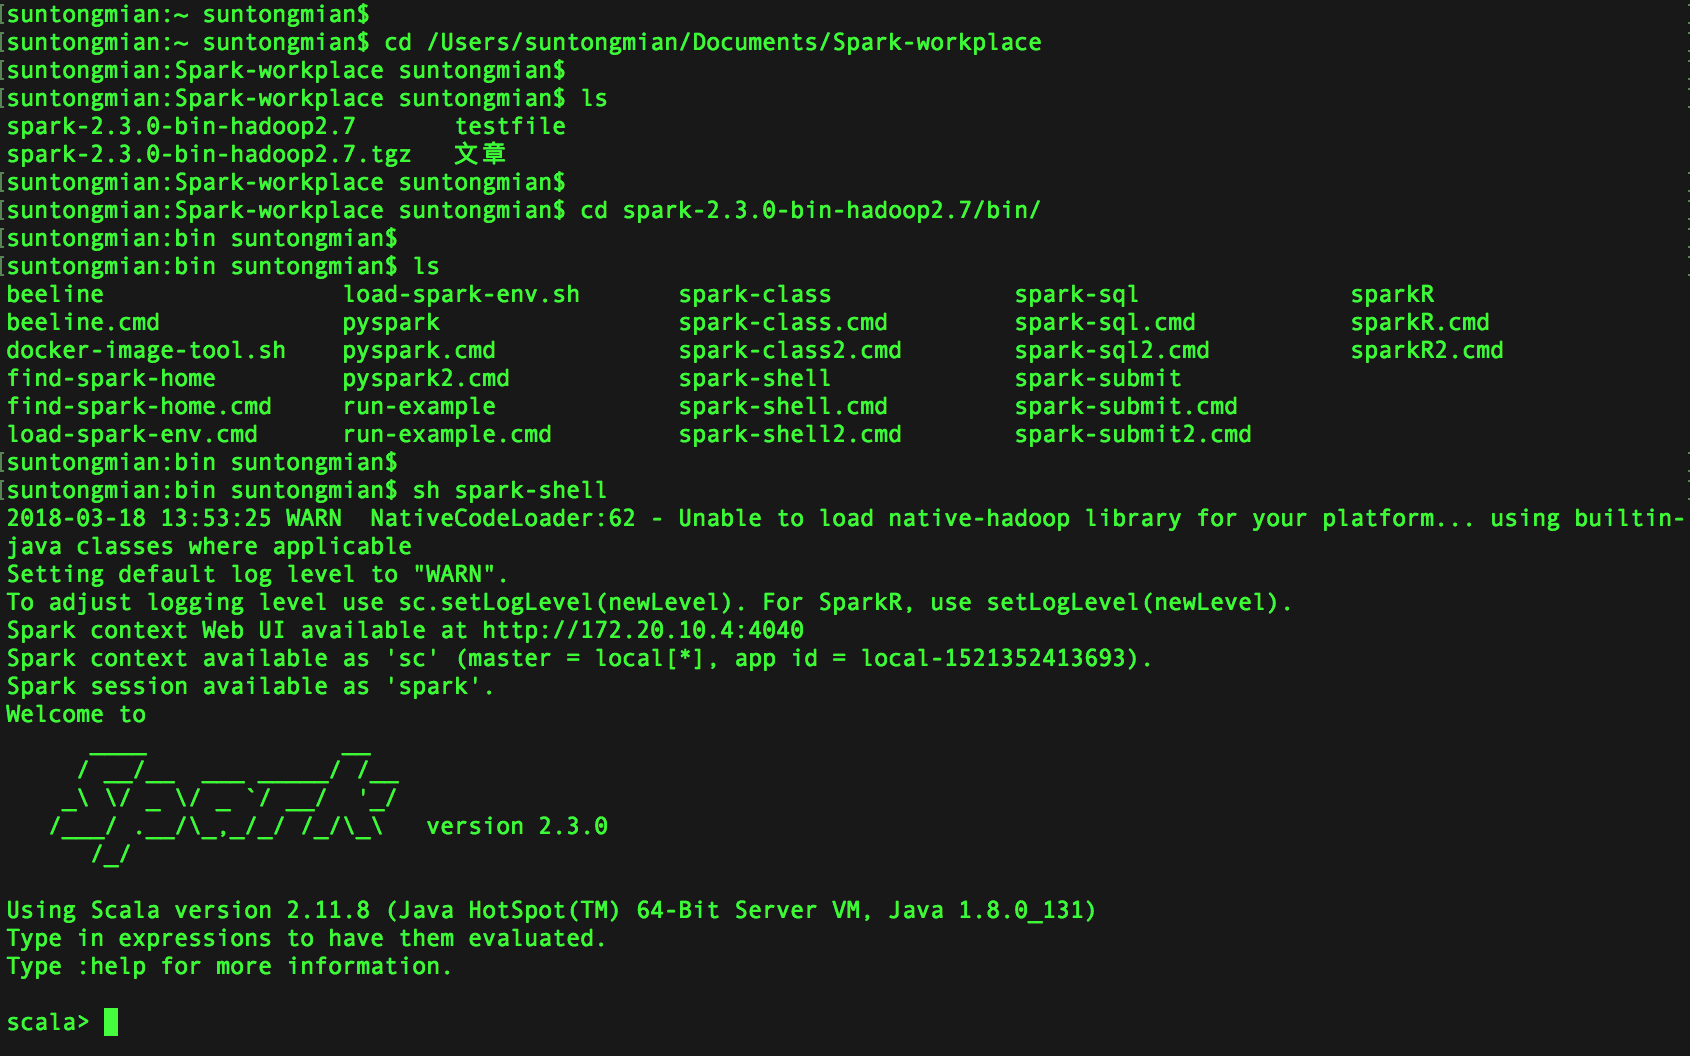 [suntongmian:~ suntongmian$
[suntongmian:~ suntongmian$ cd /Users/suntongmian/Documents/Spark-workplace
[suntongmian:Spark-workplace suntongmian$
[suntongmian:Spark-workplace suntongmian$ ls
spark-2.3.0-bin-hadoop2.7       testfile
spark-2.3.0-bin-hadoop2.7.tgz   文章
[suntongmian:Spark-workplace suntongmian$
[suntongmian:Spark-workplace suntongmian$ cd spark-2.3.0-bin-hadoop2.7/bin/
[suntongmian:bin suntongmian$
[suntongmian:bin suntongmian$ ls
beeline                 load-spark-env.sh       spark-class             spark-sql               sparkR
beeline.cmd             pyspark                 spark-class.cmd         spark-sql.cmd           sparkR.cmd
docker-image-tool.sh    pyspark.cmd             spark-class2.cmd        spark-sql2.cmd          sparkR2.cmd
find-spark-home         pyspark2.cmd            spark-shell             spark-submit
find-spark-home.cmd     run-example             spark-shell.cmd         spark-submit.cmd
load-spark-env.cmd      run-example.cmd         spark-shell2.cmd        spark-submit2.cmd
[suntongmian:bin suntongmian$
[suntongmian:bin suntongmian$ sh spark-shell
2018-03-18 13:53:25 WARN  NativeCodeLoader:62 - Unable to load native-hadoop library for your platform... using builtin-
java classes where applicable
Setting default log level to "WARN".
To adjust logging level use sc.setLogLevel(newLevel). For SparkR, use setLogLevel(newLevel).
Spark context Web UI available at http://172.20.10.4:4040
Spark context available as 'sc' (master = local[*], app id = local-1521352413693).
Spark session available as 'spark'.
Welcome to
      ____              __
     / __/__  ___ _____/ /__
    _\ \/ _ \/ _ `/ __/  '_/
   /___/ .__/\_,_/_/ /_/\_\   version 2.3.0
      /_/
Using Scala version 2.11.8 (Java HotSpot(TM) 64-Bit Server VM, Java 1.8.0_131)
Type in expressions to have them evaluated.
Type :help for more information.
scala>